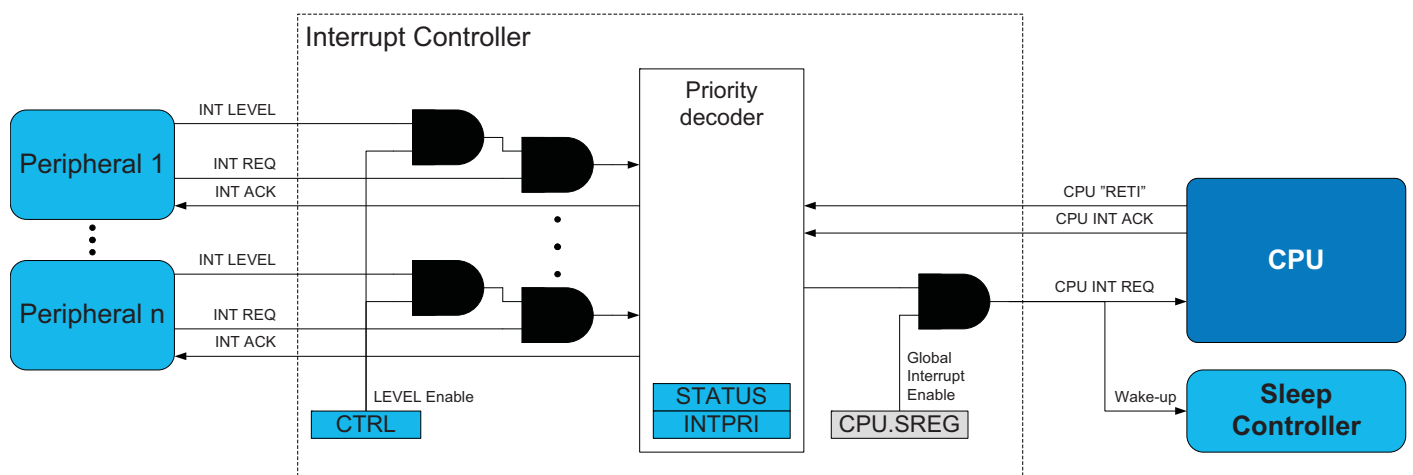 Interrupt Controller
Peripheral 1
INT LEVEL
INT REQ
INT ACK
Peripheral n
INT LEVEL
INT REQ
INT ACK
LEVEL Enable
CTRL
Priority
decoder
STATUS
INTPRI
Global
Interrupt
Enable
CPU.SREG
CPU ”RETI”
CPU INT ACK
CPU INT REQ
CPU
Wake-up
Sleep
Controller